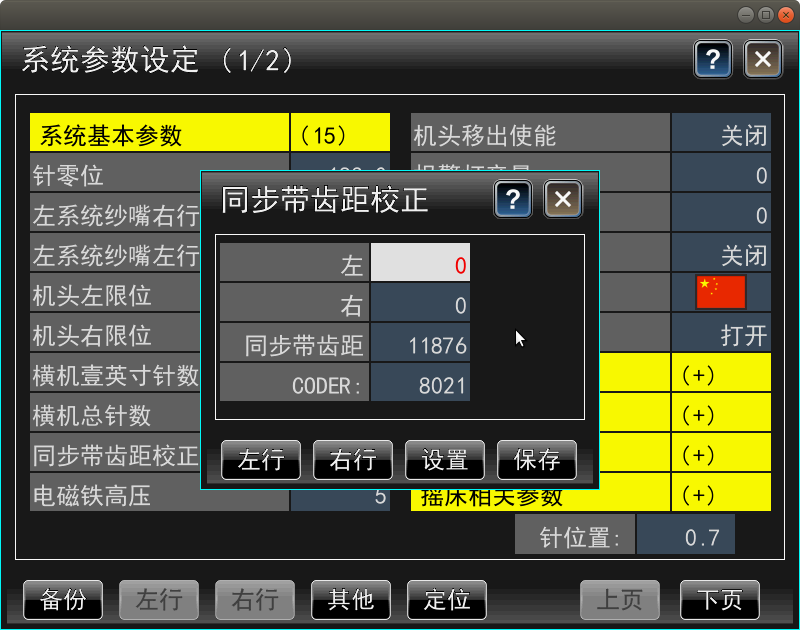 系统参数设定 （1/2）
?
系统基本参数 （15）
针零位
左系统纱嘴右行
左系统纱嘴左行
机头左限位
机头右限位
横机壹英寸针数
横机总针数
同步带齿距校正
电磁铁高压 5
机头移出使能 关闭
0
0
关闭
打开
(+)
(+)
(+)
摇床相关参数 (+)
针位置: 0.7
同步带齿距校正
?
左 0
右 0
同步带齿距 11876
CODER: 8021
左行 右行 设置 保存
备份 左行 右行 其他 定位 上页 下页